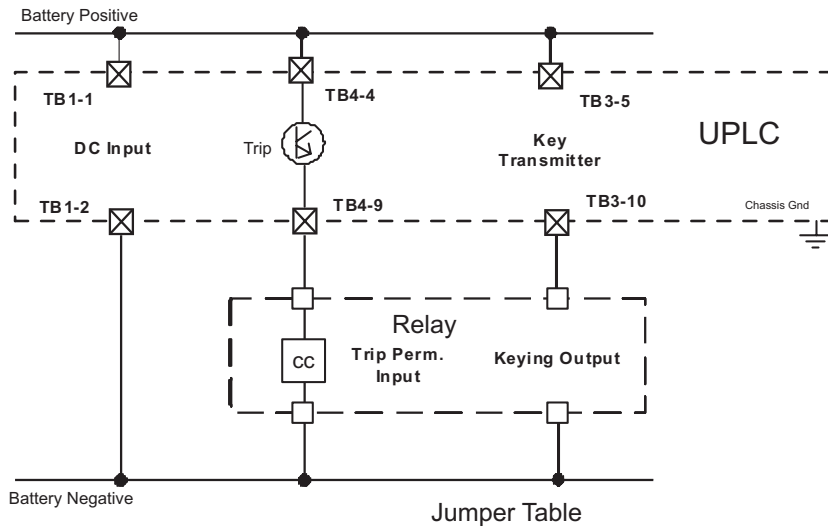 Battery Positive
TB1-1
TB4-4
TB3-5
DC Input
Trip
Key
Transmitter
UPLC
TB1-2
TB4-9
TB3-10
Chassis Gnd
Relay
CC
Trip Perm.
Input
Keying Output
Battery Negative
Jumper Table